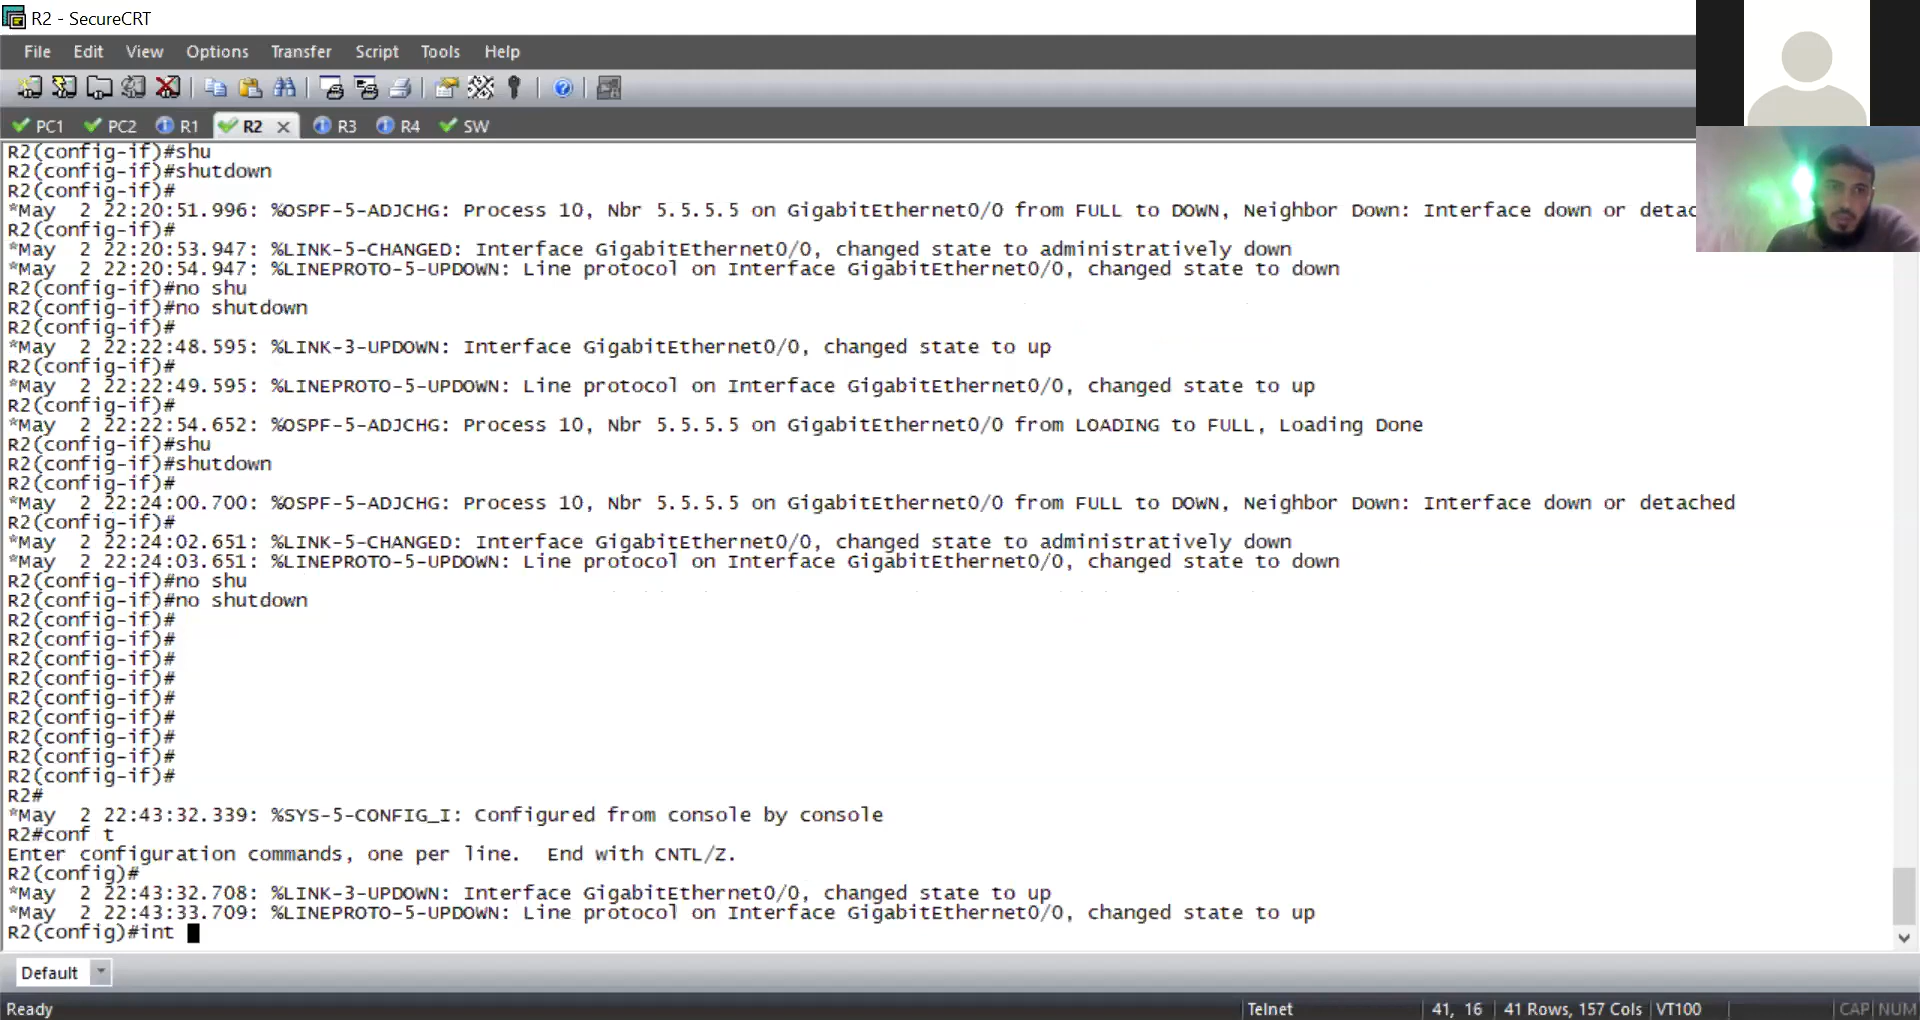 R2 - SecureCRT
File Edit View Options Transfer Script Tools Help
PC1 PC2 R1 R2 R3 R4 SW
R2(config-if)#shu
R2(config-if)#shutdown
R2(config-if)#
*May  2 22:20:51.996: %OSPF-5-ADJCHG: Process 10, Nbr 5.5.5.5 on GigabitEthernet0/0 from FULL to DOWN, Neighbor Down: Interface down or detac
R2(config-if)#
*May  2 22:20:53.947: %LINK-5-CHANGED: Interface GigabitEthernet0/0, changed state to administratively down
*May  2 22:20:54.947: %LINEPROTO-5-UPDOWN: Line protocol on Interface GigabitEthernet0/0, changed state to down
R2(config-if)#no shu
R2(config-if)#no shutdown
R2(config-if)#
*May  2 22:22:48.595: %LINK-3-UPDOWN: Interface GigabitEthernet0/0, changed state to up
R2(config-if)#
*May  2 22:22:49.595: %LINEPROTO-5-UPDOWN: Line protocol on Interface GigabitEthernet0/0, changed state to up
R2(config-if)#
*May  2 22:22:54.652: %OSPF-5-ADJCHG: Process 10, Nbr 5.5.5.5 on GigabitEthernet0/0 from LOADING to FULL, Loading Done
R2(config-if)#shu
R2(config-if)#shutdown
R2(config-if)#
*May  2 22:24:00.700: %OSPF-5-ADJCHG: Process 10, Nbr 5.5.5.5 on GigabitEthernet0/0 from FULL to DOWN, Neighbor Down: Interface down or detached
R2(config-if)#
*May  2 22:24:02.651: %LINK-5-CHANGED: Interface GigabitEthernet0/0, changed state to administratively down
*May  2 22:24:03.651: %LINEPROTO-5-UPDOWN: Line protocol on Interface GigabitEthernet0/0, changed state to down
R2(config-if)#no shu
R2(config-if)#no shutdown
R2(config-if)#
R2(config-if)#
R2(config-if)#
R2(config-if)#
R2(config-if)#
R2(config-if)#
R2(config-if)#
R2(config-if)#
R2(config-if)#
R2#
*May  2 22:43:32.339: %SYS-5-CONFIG_I: Configured from console by console
R2#conf t
Enter configuration commands, one per line.  End with CNTL/Z.
R2(config)#
*May  2 22:43:32.708: %LINK-3-UPDOWN: Interface GigabitEthernet0/0, changed state to up
*May  2 22:43:33.709: %LINEPROTO-5-UPDOWN: Line protocol on Interface GigabitEthernet0/0, changed state to up
R2(config)#int
Default
Ready Telnet 41, 16 41 Rows, 157 Cols VT100 CAP NUM